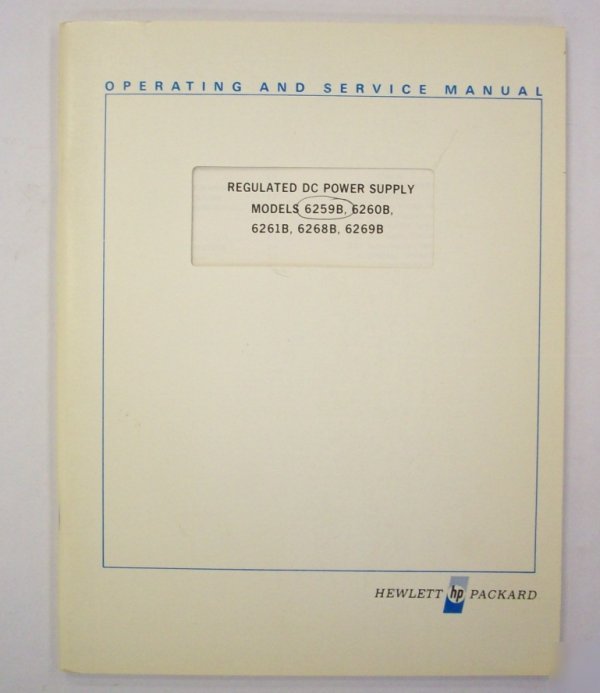 OPERATING AND SERVICE MANUAL
REGULATED DC POWER SUPPLY
MODELS 6259B, 6260B,
6261B, 6268B, 6269B
HEWLETT hp PACKARD